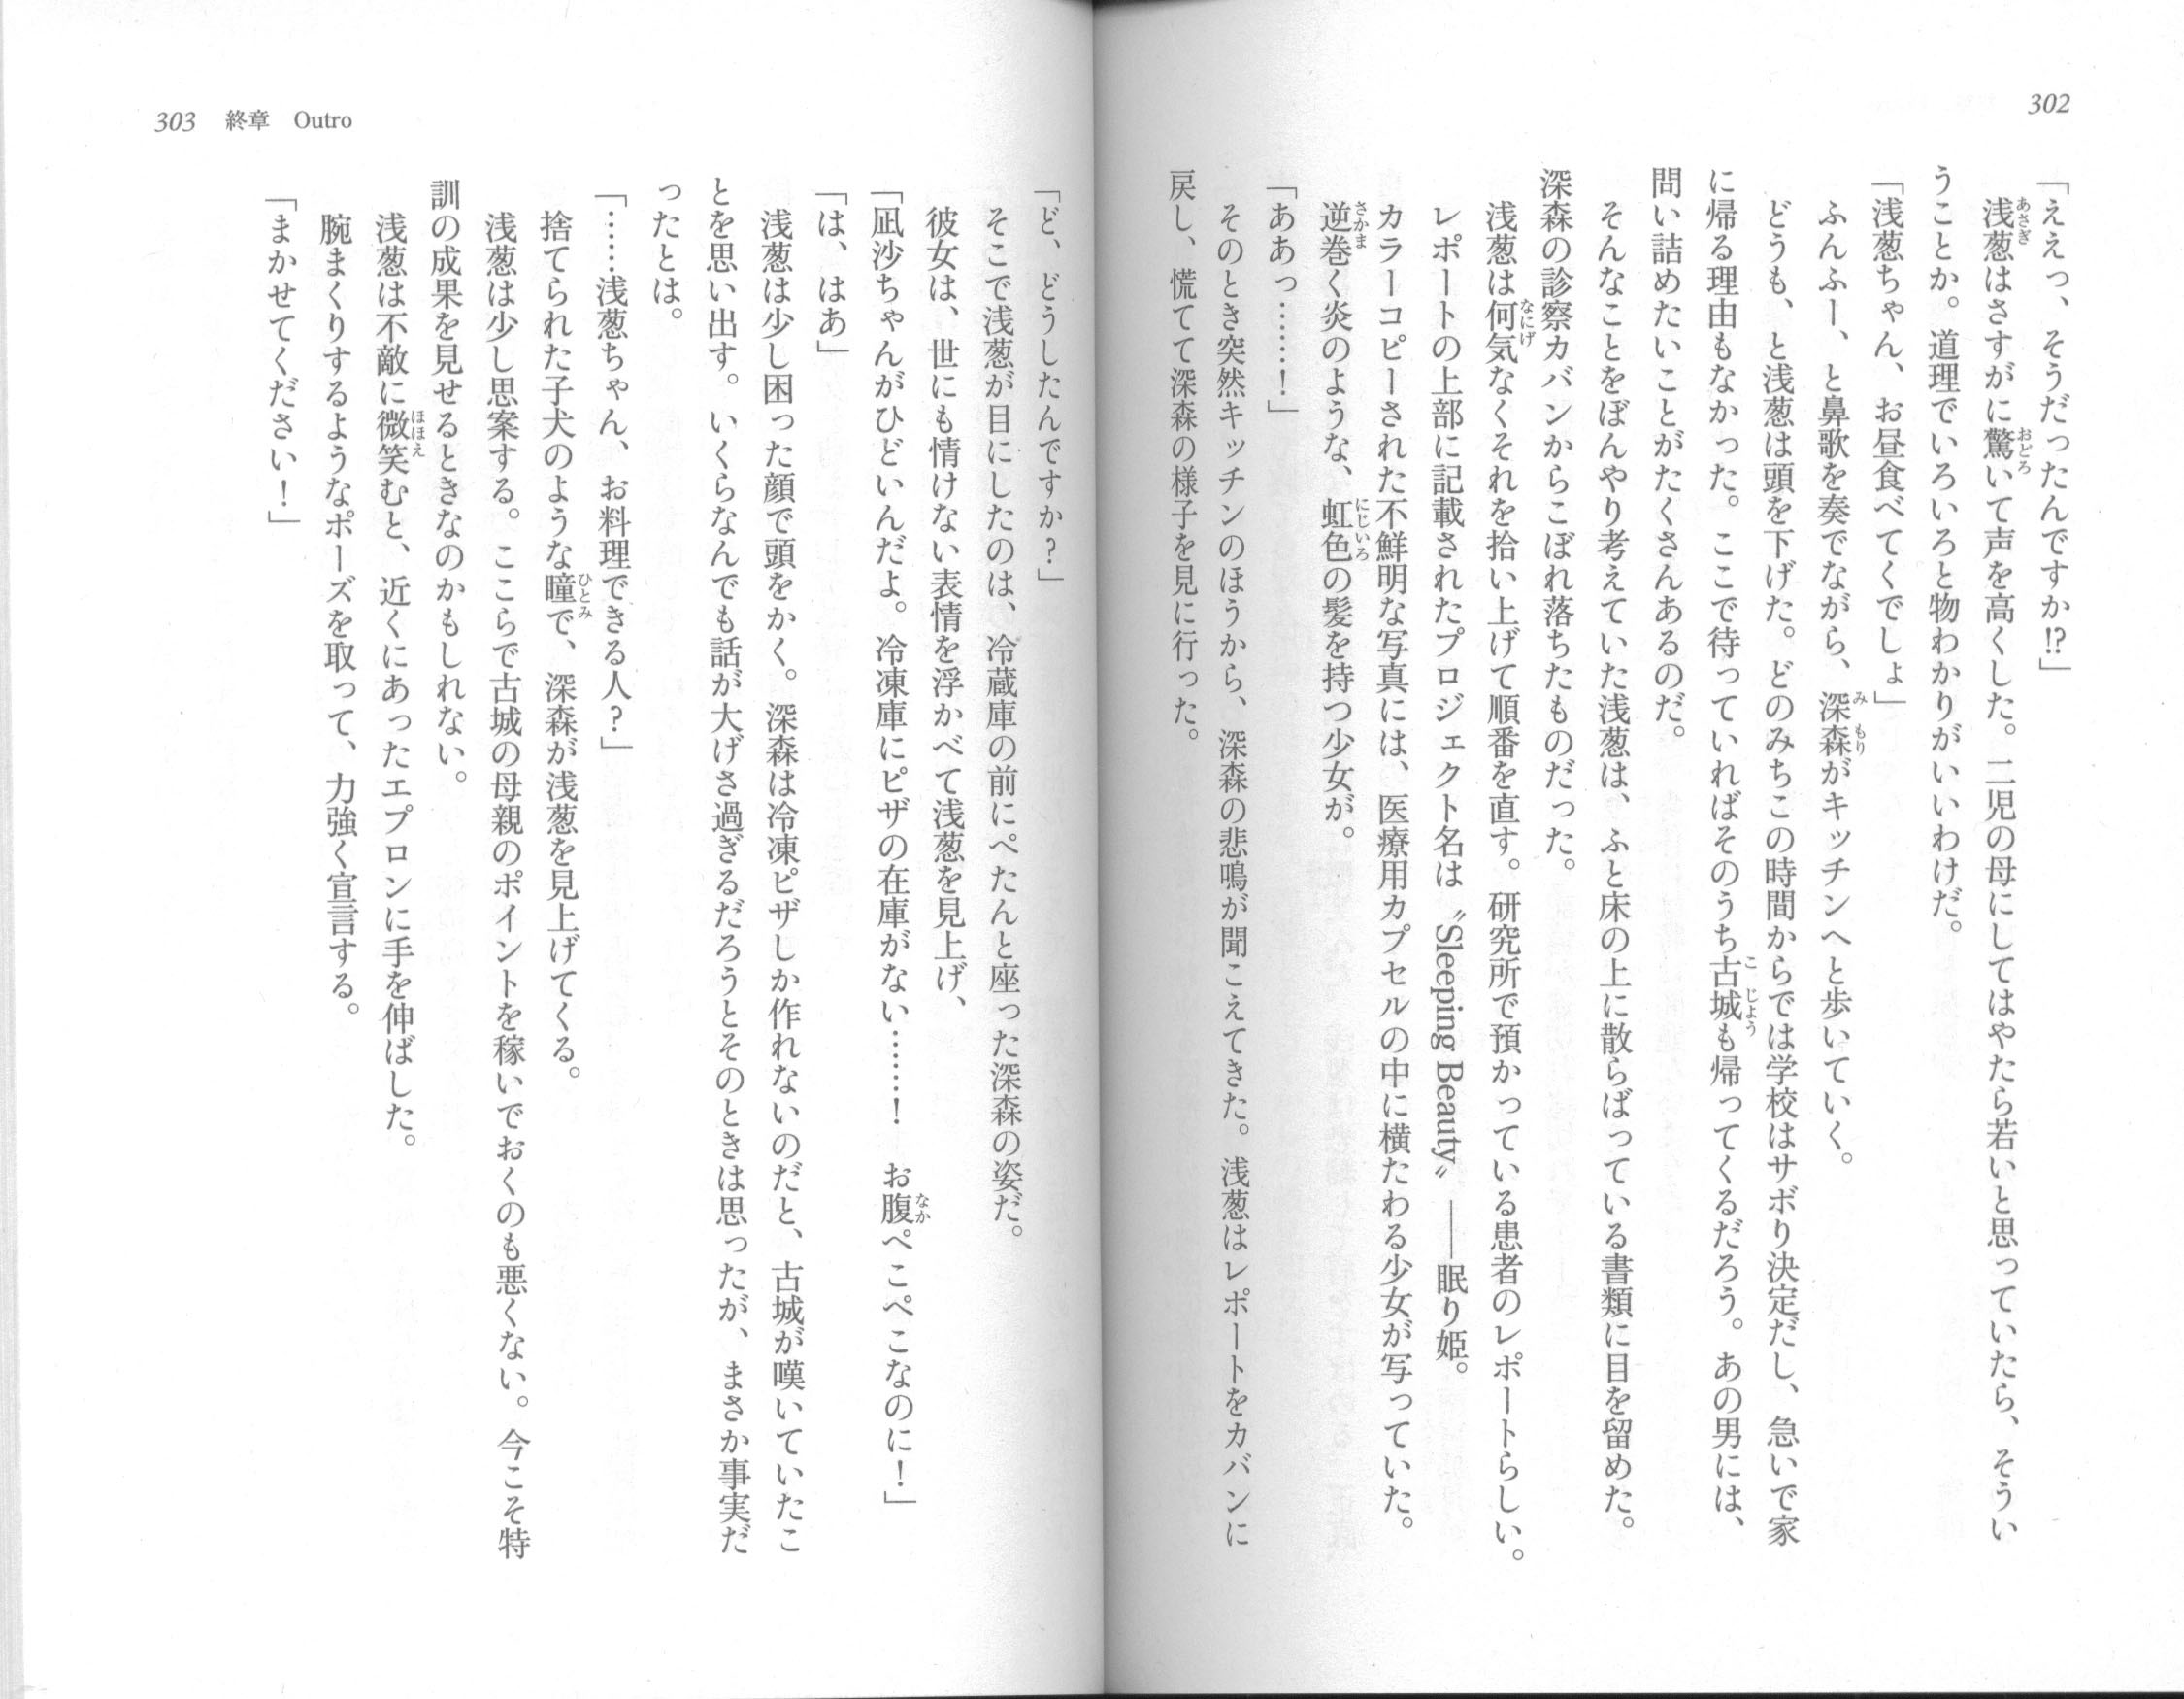 302
「ええっ、そうだったんですか!?」
浅葱はさすがに驚いて声を高くした。二児の母にしてはやたら若いと思っていたら、そうい
うことか。道理でいろいろと物わかりがいいわけだ。
「浅葱ちゃん、お昼食べてくでしょ」
ふんふー、と鼻歌を奏でながら、深森がキッチンへと歩いていく。
どうも、と浅葱は頭を下げた。どのみちこの時間からでは学校はサボり決定だし、急いで家
に帰る理由もなかった。ここで待っていればそのうち古城も帰ってくるだろう。あの男には、
問い詰めたいことがたくさんあるのだ。
そんなことをぼんやり考えていた浅葱は、ふと床の上に散らばっている書類に目を留めた。
深森の診察カバンからこぼれ落ちたものだった。
浅葱は何気なくそれを拾い上げて順番を直す。研究所で預かっている患者のレポートらしい。
レポートの上部に記載されたプロジェクト名は〝Sleeping Beauty〟――眠り姫。
カラーコピーされた不鮮明な写真には、医療用カプセルの中に横たわる少女が写っていた。
逆巻く炎のような、虹色の髪を持つ少女が。
「ああっ……!」
そのとき突然キッチンのほうから、深森の悲鳴が聞こえてきた。浅葱はレポートをカバンに
戻し、慌てて深森の様子を見に行った。
303 終章 Outro
「ど、どうしたんですか?」
そこで浅葱が目にしたのは、冷蔵庫の前にぺたんと座った深森の姿だ。
彼女は、世にも情けない表情を浮かべて浅葱を見上げ、
「凪沙ちゃんがひどいんだよ。冷凍庫にピザの在庫がない……! お腹ぺこぺこなのに!」
「は、はあ」
浅葱は少し困った顔で頭をかく。深森は冷凍ピザしか作れないのだと、古城が嘆いていたこ
とを思い出す。いくらなんでも話が大げさ過ぎるだろうとそのときは思ったが、まさか事実だ
ったとは。
「……浅葱ちゃん、お料理できる人?」
捨てられた子犬のような瞳で、深森が浅葱を見上げてくる。
浅葱は少し思案する。ここらで古城の母親のポイントを稼いでおくのも悪くない。今こそ特
訓の成果を見せるときなのかもしれない。
浅葱は不敵に微笑むと、近くにあったエプロンに手を伸ばした。
腕まくりするようなポーズを取って、力強く宣言する。
「まかせてください!」